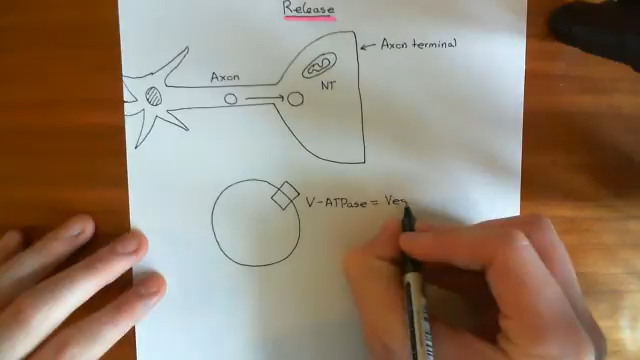 Release
Axon
← Axon terminal
NT
V-ATPase = Ves